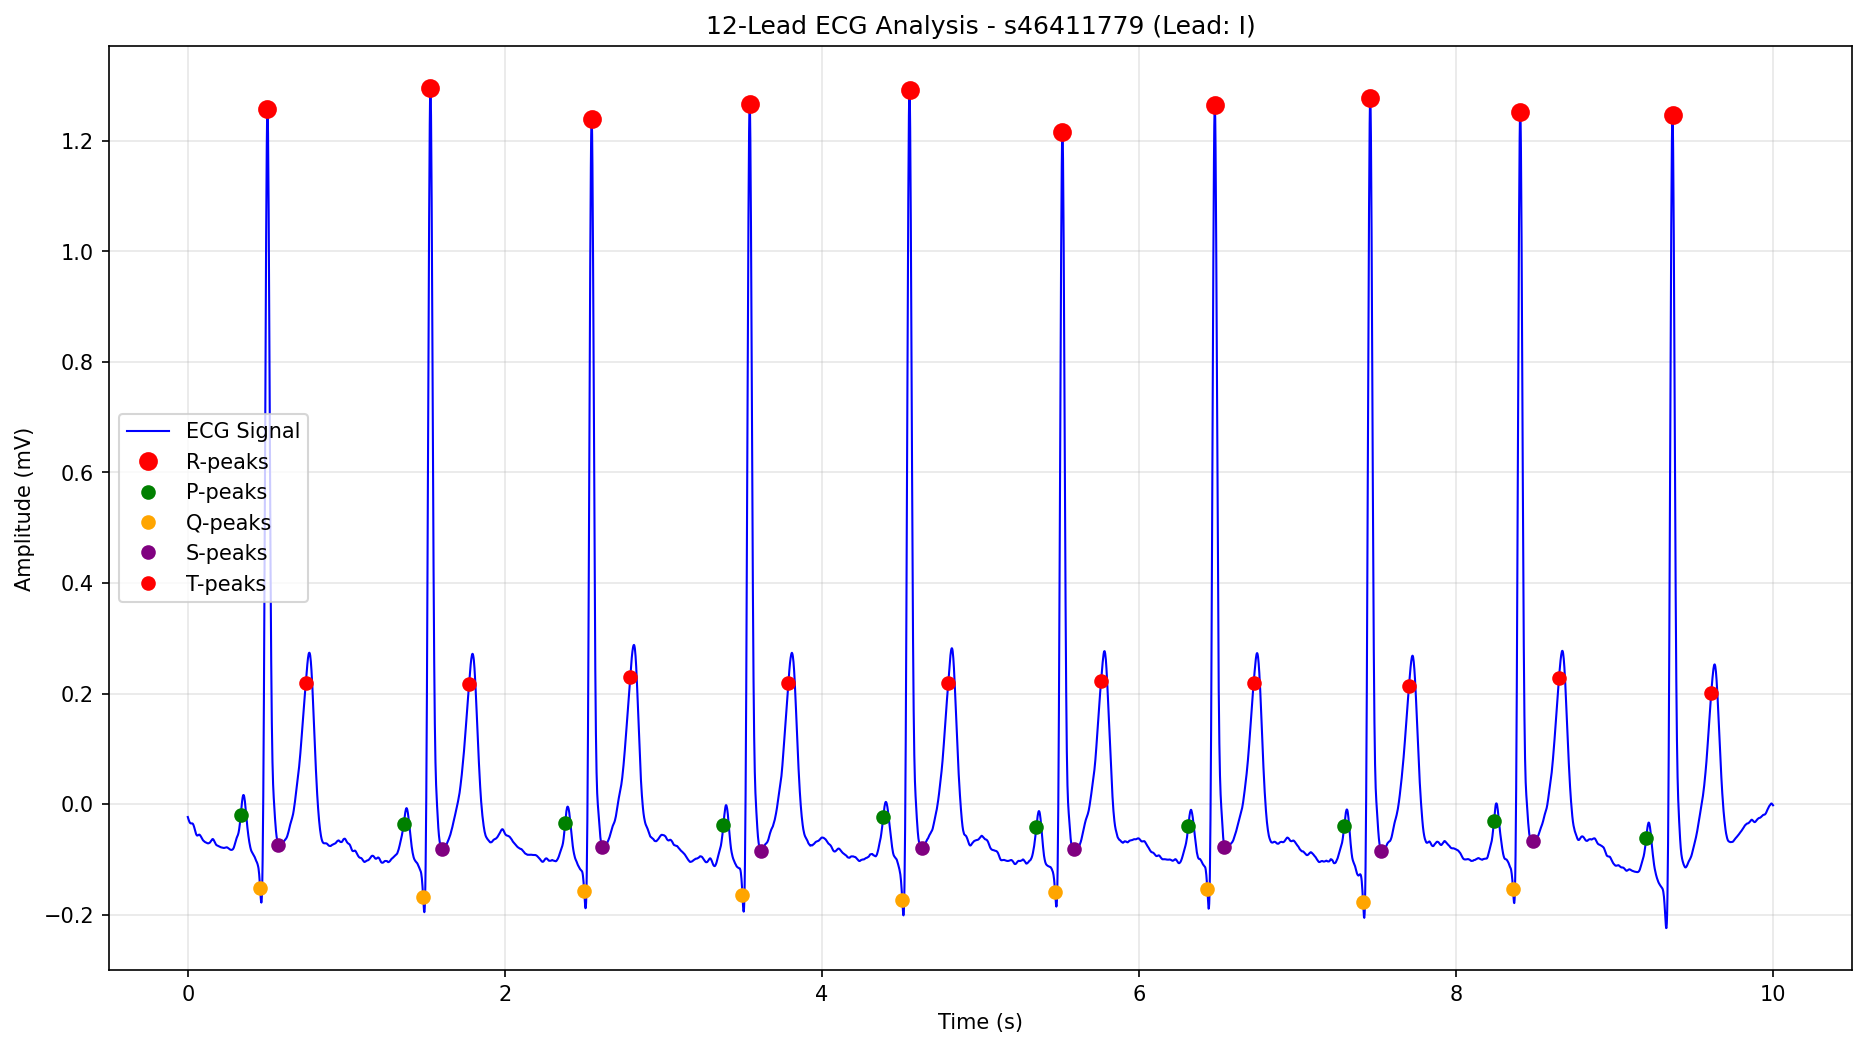 12-Lead ECG Analysis - s46411779 (Lead: I)
Amplitude (mV)
1.2
1.0
0.8
0.6
0.4
0.2
0.0
−0.2
ECG Signal
R-peaks
P-peaks
Q-peaks
S-peaks
T-peaks
0 2 4 6 8 10
Time (s)